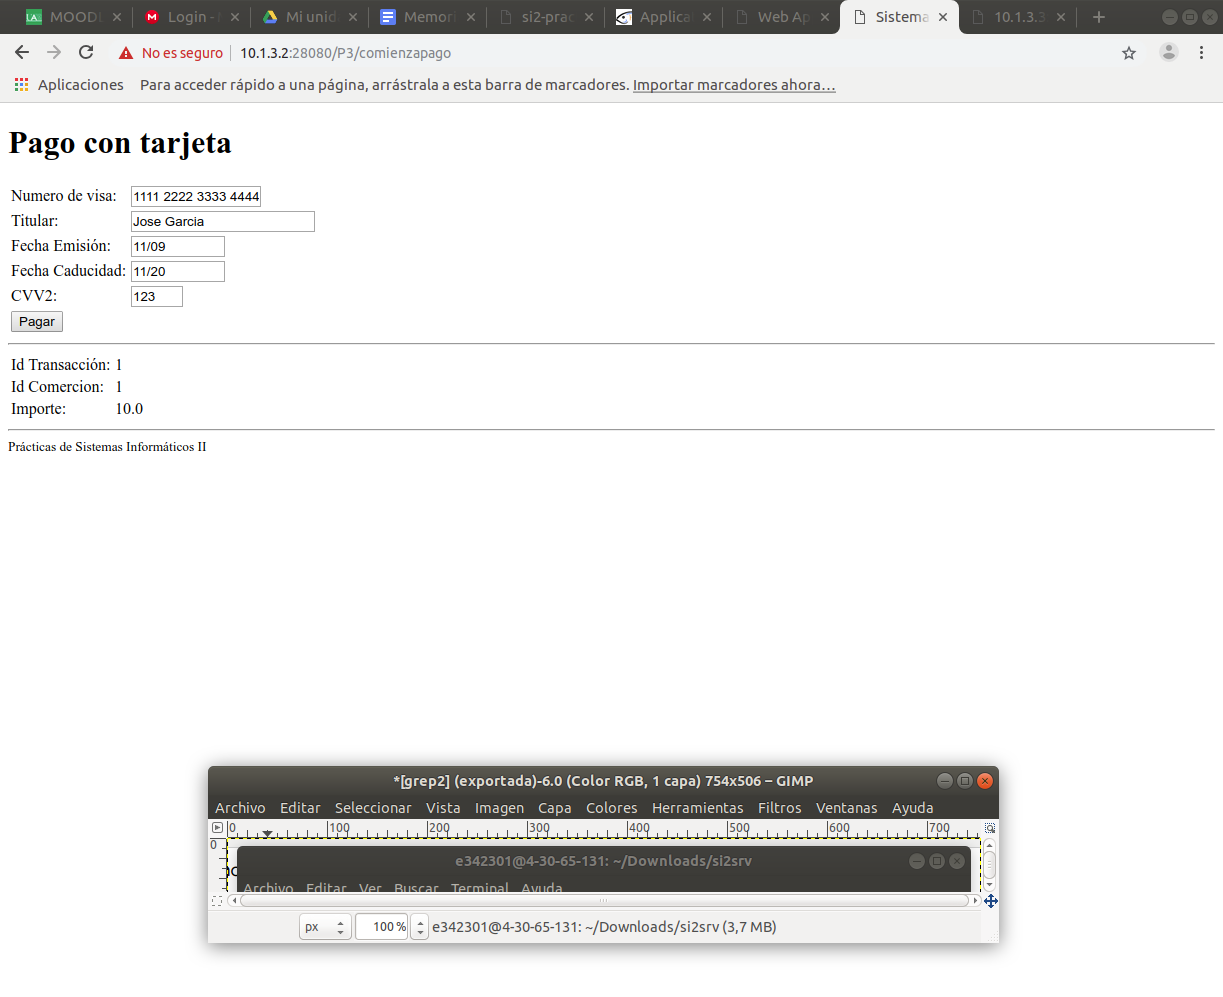 MOODL Login - M Mi unid Memori si2-prac Applica Web Ap Sistema 10.1.3.3
No es seguro 10.1.3.2:28080/P3/comienzapago
Aplicaciones Para acceder rápido a una página, arrástrala a esta barra de marcadores. Importar marcadores ahora...
Pago con tarjeta
Numero de visa: 1111 2222 3333 4444
Titular: Jose Garcia
Fecha Emisión: 11/09
Fecha Caducidad: 11/20
CVV2: 123
Pagar
Id Transacción: 1
Id Comercion: 1
Importe: 10.0
Prácticas de Sistemas Informáticos II
*[grep2] (exportada)-6.0 (Color RGB, 1 capa) 754x506 – GIMP
Archivo Editar Seleccionar Vista Imagen Capa Colores Herramientas Filtros Ventanas Ayuda
0 100 200 300 400 500 600 700
0
e342301@4-30-65-131: ~/Downloads/si2srv
Archivo Editar Ver Buscar Terminal Ayuda
px 100 % e342301@4-30-65-131: ~/Downloads/si2srv (3,7 MB)